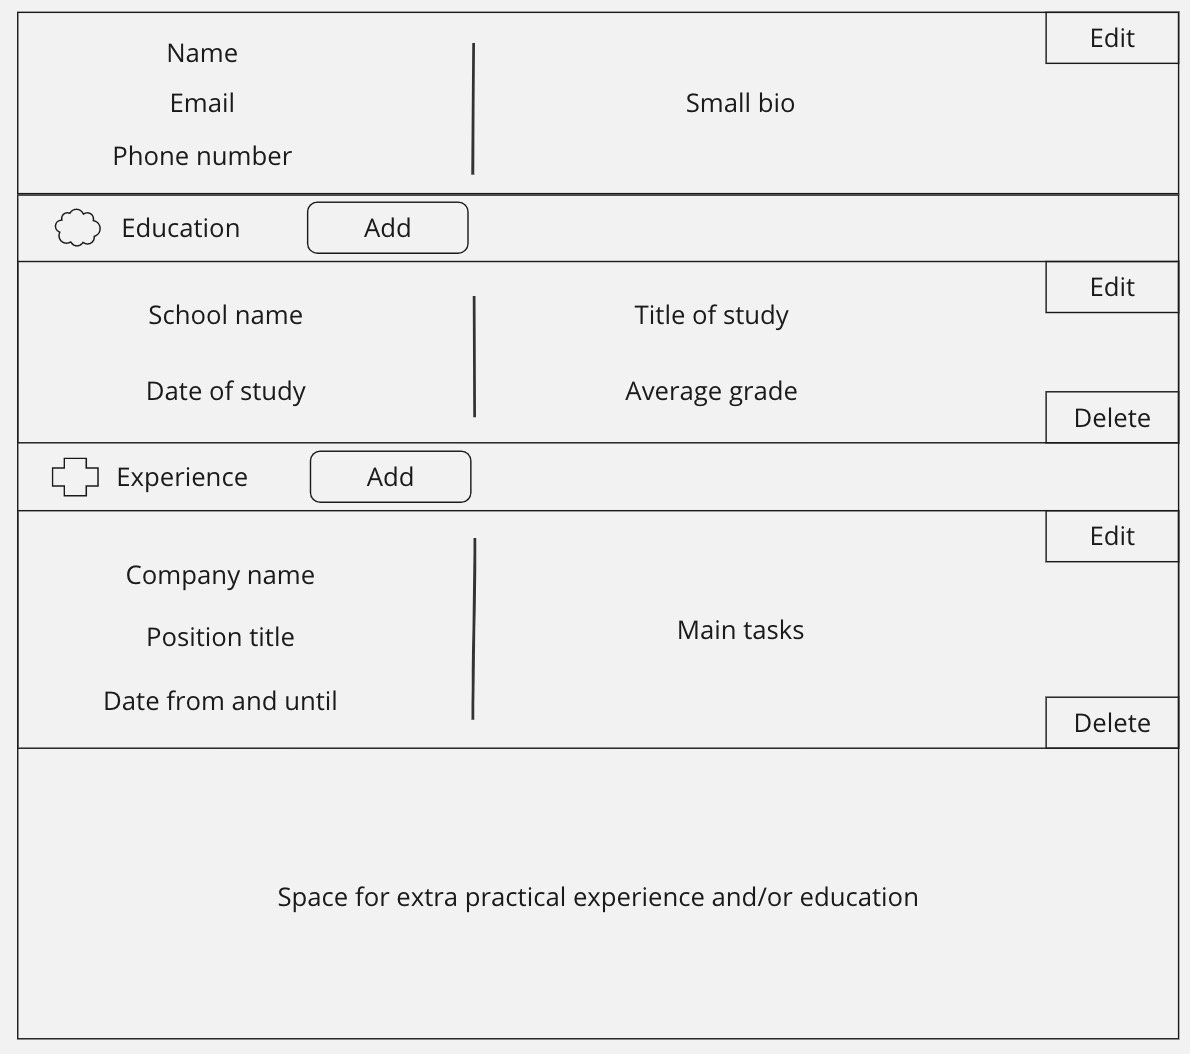 Name
Edit
Email
Small bio
Phone number
Education
Add
Edit
School name
Title of study
Date of study
Average grade
Delete
Experience
Add
Edit
Company name
Position title
Main tasks
Date from and until
Delete
Space for extra practical experience and/or education